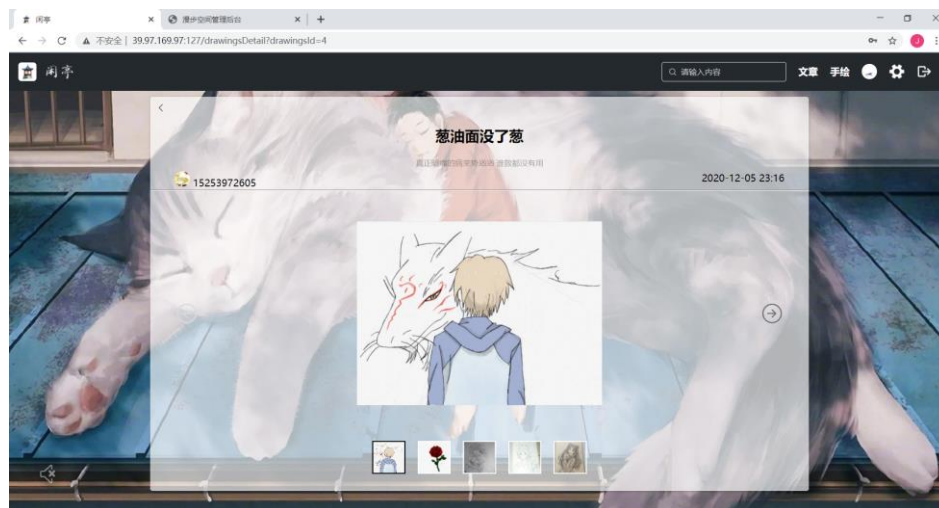 闲亭
漫步空间管理后台
不安全 | 39.97.169.97:127/drawingsDetail?drawingsId=4
J
闲亭
请输入内容
文章
手绘
葱油面没了葱
15253972605
2020-12-05 23:16